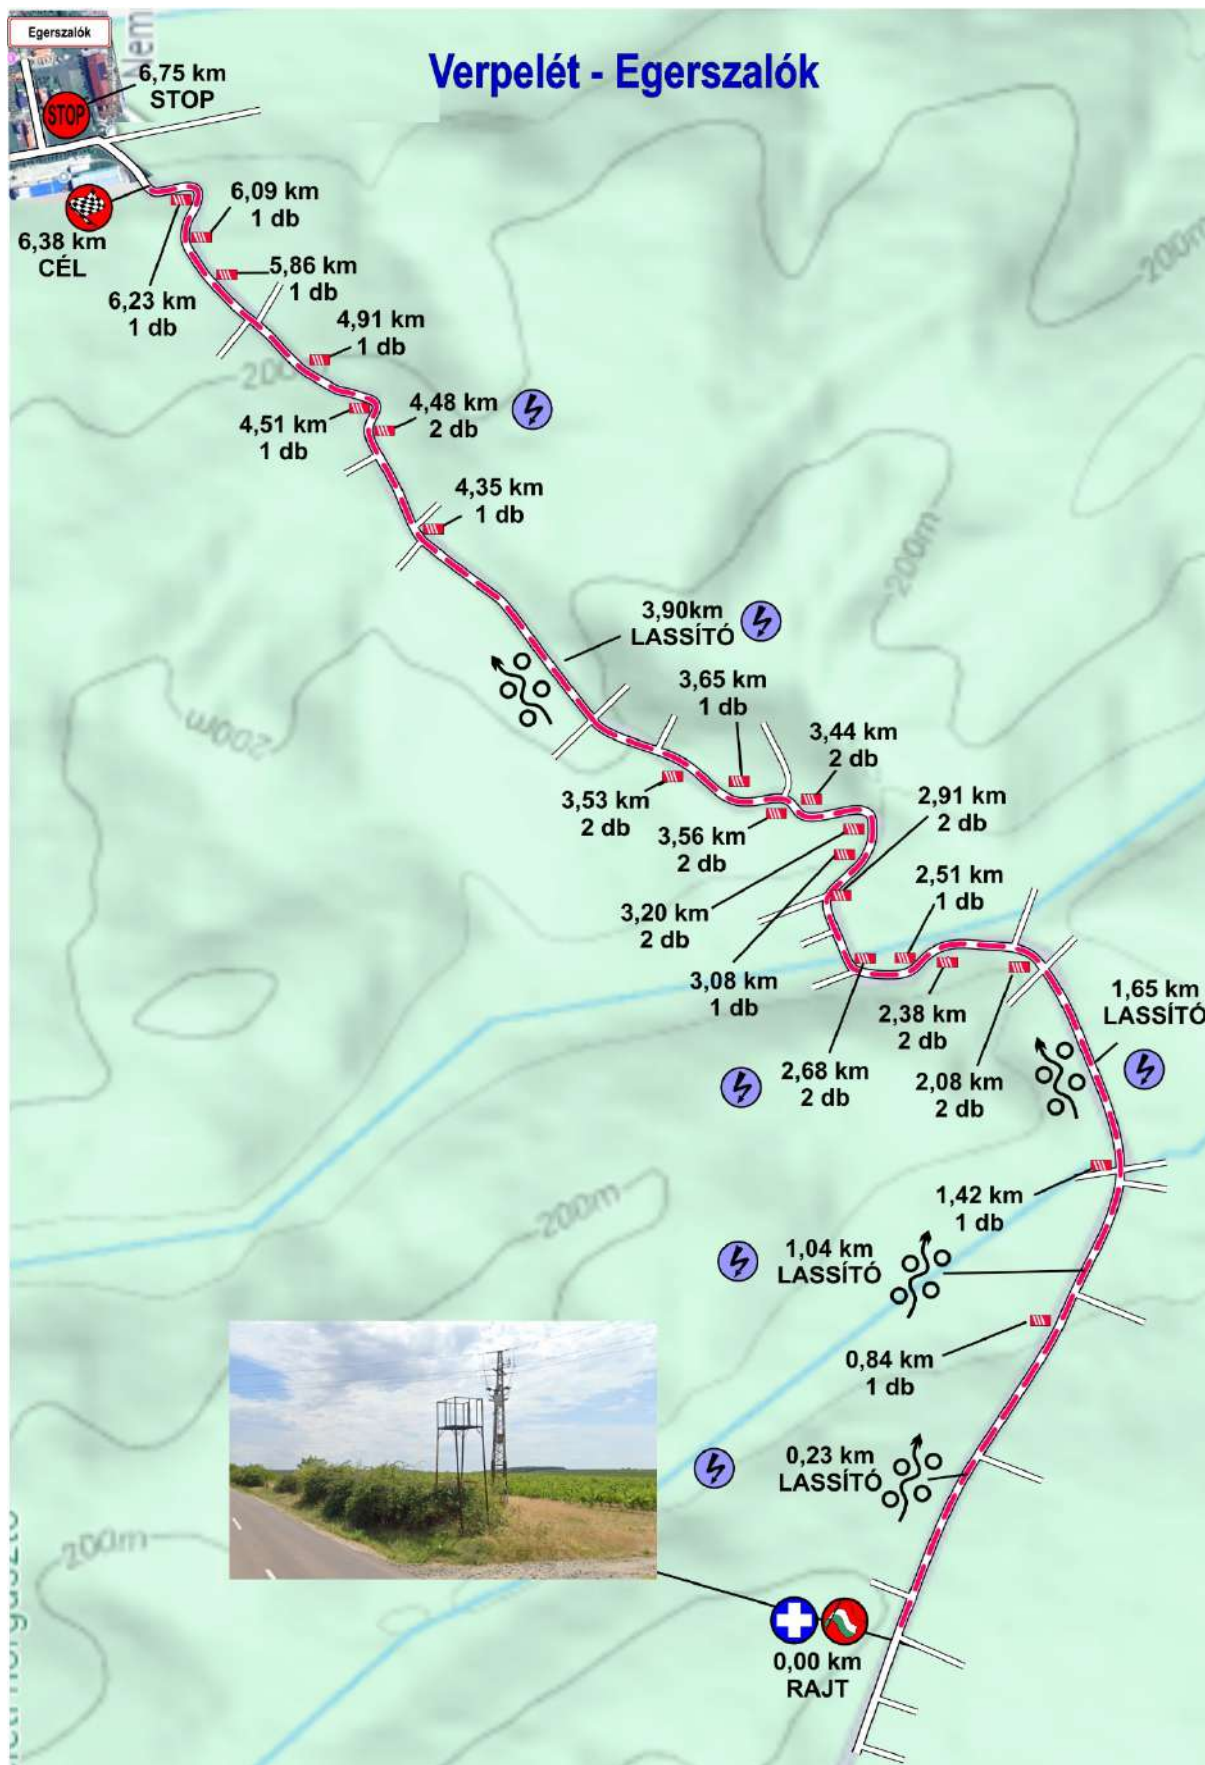 Egerszalók
Verpelét - Egerszalók
6,75 km
STOP
STOP
6,09 km
1 db
6,38 km
CÉL
5,86 km
1 db
6,23 km
1 db
4,91 km
1 db
200m
200m
4,48 km
2 db
4,51 km
1 db
4,35 km
1 db
200m
3,90km
LASSÍTÓ
3,65 km
1 db
200m
3,44 km
2 db
3,53 km
2 db
2,91 km
2 db
3,56 km
2 db
2,51 km
1 db
3,20 km
2 db
3,08 km
1 db
1,65 km
LASSÍTÓ
2,38 km
2 db
2,68 km
2 db
2,08 km
2 db
1,42 km
1 db
200m
1,04 km
LASSÍTÓ
0,84 km
1 db
0,23 km
LASSÍTÓ
200m
0,00 km
RAJT